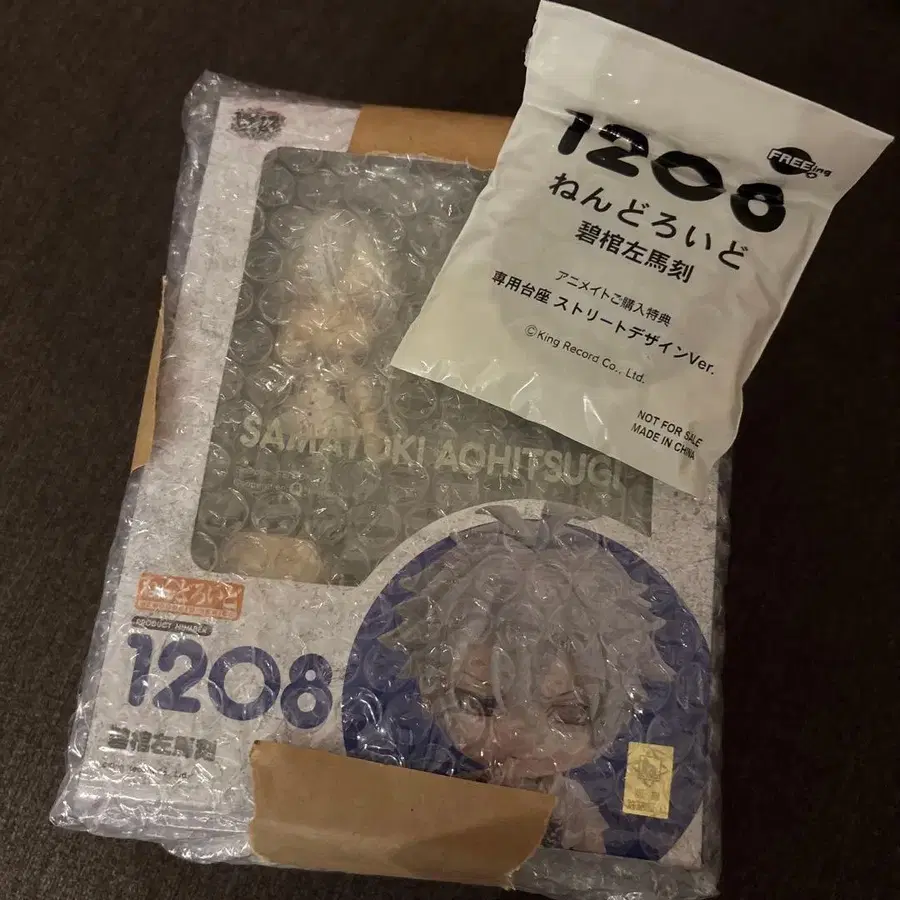 1208
FREEing
ねんどろいど
碧棺左馬刻
アニメイトご購入特典
専用台座 ストリートデザインVer.
©King Record Co., Ltd.
NOT FOR SALE
MADE IN CHINA
SAMATOKI AOHITSUGI
ねんどろいど
PRODUCT NUMBER
1208
碧棺左馬刻